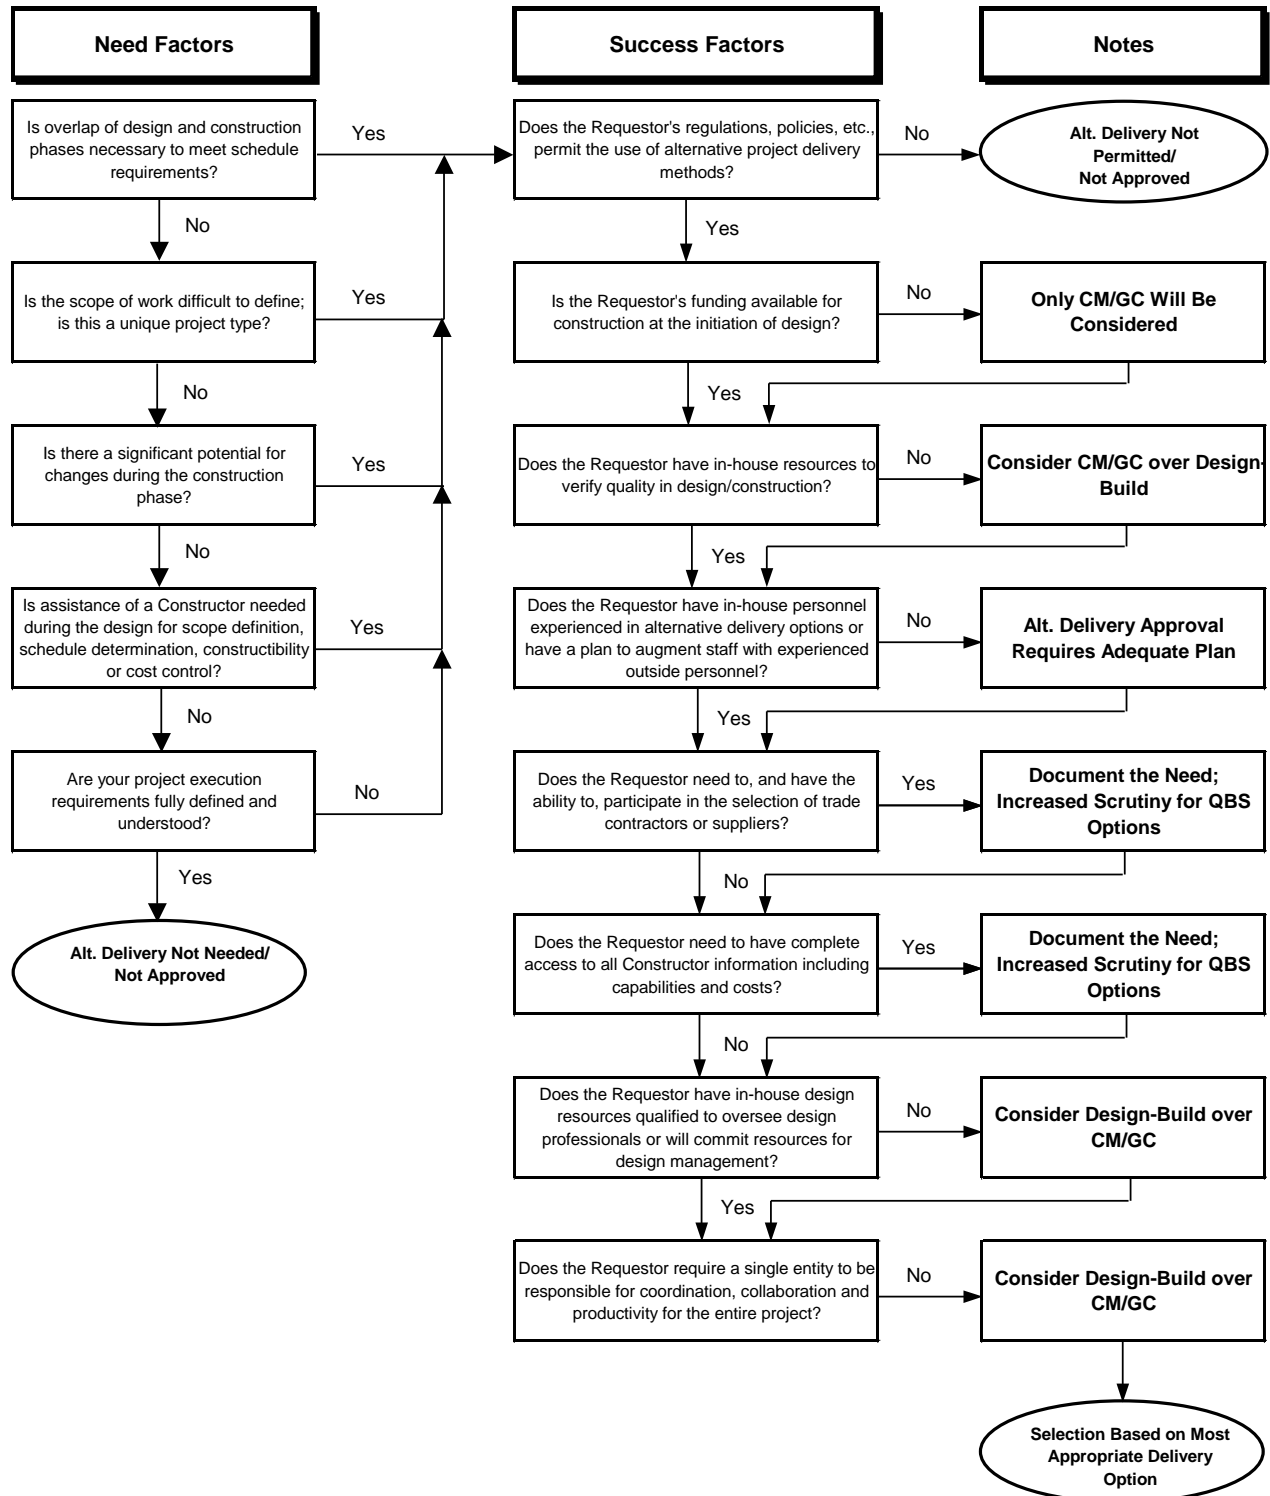 Need Factors
Success Factors
Notes
Is overlap of design and construction
phases necessary to meet schedule
requirements?
Yes
Does the Requestor's regulations, policies, etc.,
permit the use of alternative project delivery
methods?
No
Alt. Delivery Not
Permitted/
Not Approved
No
Yes
Is the scope of work difficult to define;
is this a unique project type?
Yes
Is the Requestor's funding available for
construction at the initiation of design?
No
Only CM/GC Will Be
Considered
No
Yes
Is there a significant potential for
changes during the construction
phase?
Yes
Does the Requestor have in-house resources to
verify quality in design/construction?
No
Consider CM/GC over Design-
Build
No
Yes
Is assistance of a Constructor needed
during the design for scope definition,
schedule determination, constructibility
or cost control?
Yes
Does the Requestor have in-house personnel
experienced in alternative delivery options or
have a plan to augment staff with experienced
outside personnel?
No
Alt. Delivery Approval
Requires Adequate Plan
No
Yes
Are your project execution
requirements fully defined and
understood?
No
Does the Requestor need to, and have the
ability to, participate in the selection of trade
contractors or suppliers?
Yes
Document the Need;
Increased Scrutiny for QBS
Options
Yes
No
Alt. Delivery Not Needed/
Not Approved
Does the Requestor need to have complete
access to all Constructor information including
capabilities and costs?
Yes
Document the Need;
Increased Scrutiny for QBS
Options
No
Does the Requestor have in-house design
resources qualified to oversee design
professionals or will commit resources for
design management?
No
Consider Design-Build over
CM/GC
Yes
Does the Requestor require a single entity to be
responsible for coordination, collaboration and
productivity for the entire project?
No
Consider Design-Build over
CM/GC
Selection Based on Most
Appropriate Delivery
Option